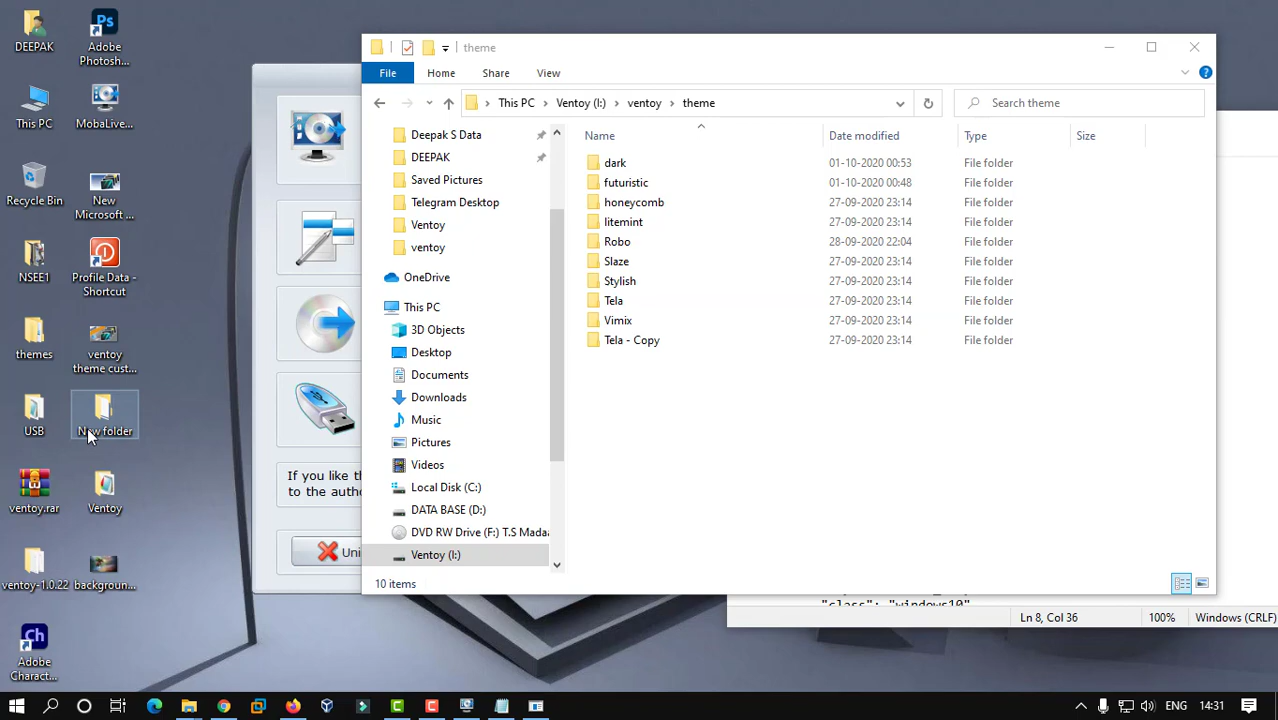 DEEPAK
Adobe
Photosh...
This PC
MobaLive...
Recycle Bin
New
Microsoft ...
NSEE1
Profile Data -
Shortcut
themes
ventoy
theme cust...
USB
New folder
ventoy.rar
Ventoy
ventoy-1.0.22
backgroun...
Adobe
Charact...
If you like th
to the autho
Uni
theme
File
Home
Share
View
This PC
Ventoy (I:)
ventoy
theme
Search theme
Deepak S Data
DEEPAK
Saved Pictures
Telegram Desktop
Ventoy
ventoy
OneDrive
This PC
3D Objects
Desktop
Documents
Downloads
Music
Pictures
Videos
Local Disk (C:)
DATA BASE (D:)
DVD RW Drive (F:) T.S Madaa
Ventoy (I:)
Name Date modified Type Size
dark 01-10-2020 00:53 File folder
futuristic 01-10-2020 00:48 File folder
honeycomb 27-09-2020 23:14 File folder
litemint 27-09-2020 23:14 File folder
Robo 28-09-2020 22:04 File folder
Slaze 27-09-2020 23:14 File folder
Stylish 27-09-2020 23:14 File folder
Tela 27-09-2020 23:14 File folder
Vimix 27-09-2020 23:14 File folder
Tela - Copy 27-09-2020 23:14 File folder
10 items
"class": "windows10"
Ln 8, Col 36 100% Windows (CRLF)
ENG 14:31